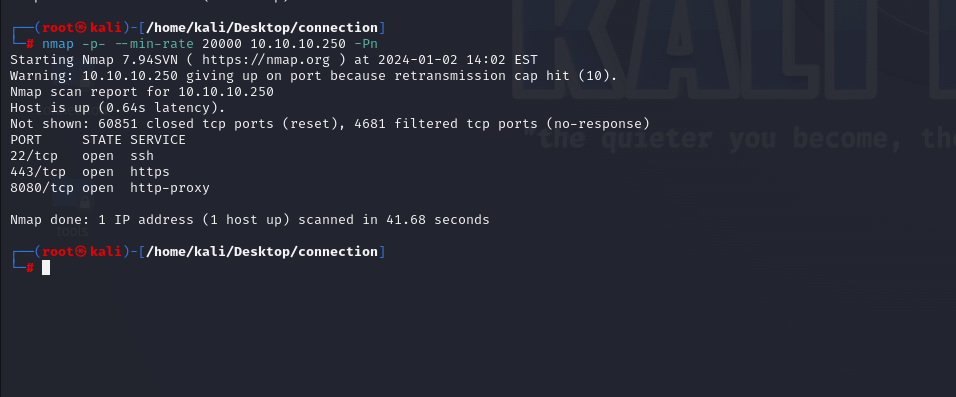 ┌──(root㉿kali)-[/home/kali/Desktop/connection]
└─# nmap -p- --min-rate 20000 10.10.10.250 -Pn
Starting Nmap 7.94SVN ( https://nmap.org ) at 2024-01-02 14:02 EST
Warning: 10.10.10.250 giving up on port because retransmission cap hit (10).
Nmap scan report for 10.10.10.250
Host is up (0.64s latency).
Not shown: 60851 closed tcp ports (reset), 4681 filtered tcp ports (no-response)
"the quieter you become, the
PORT     STATE SERVICE
22/tcp   open  ssh
443/tcp  open  https
8080/tcp open  http-proxy
Nmap done: 1 IP address (1 host up) scanned in 41.68 seconds
tools
┌──(root㉿kali)-[/home/kali/Desktop/connection]
└─#
KALI